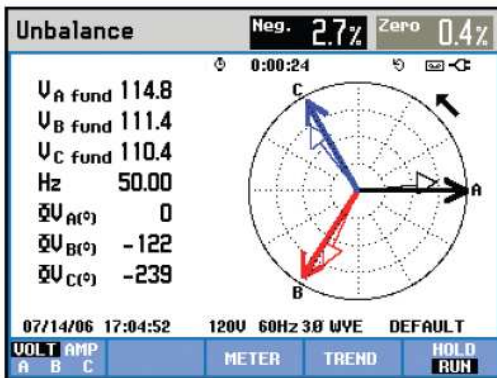 Unbalance Neg. 2.7% Zero 0.4%
0:00:24
VA fund 114.8
VB fund 111.4
VC fund 110.4
Hz 50.00
ΦVA(°) 0
ΦVB(°) -122
ΦVC(°) -239
C
A
B
07/14/06 17:04:52 120V 60Hz 3Ø WYE DEFAULT
VOLT AMP
A B C
METER
TREND
HOLD
RUN